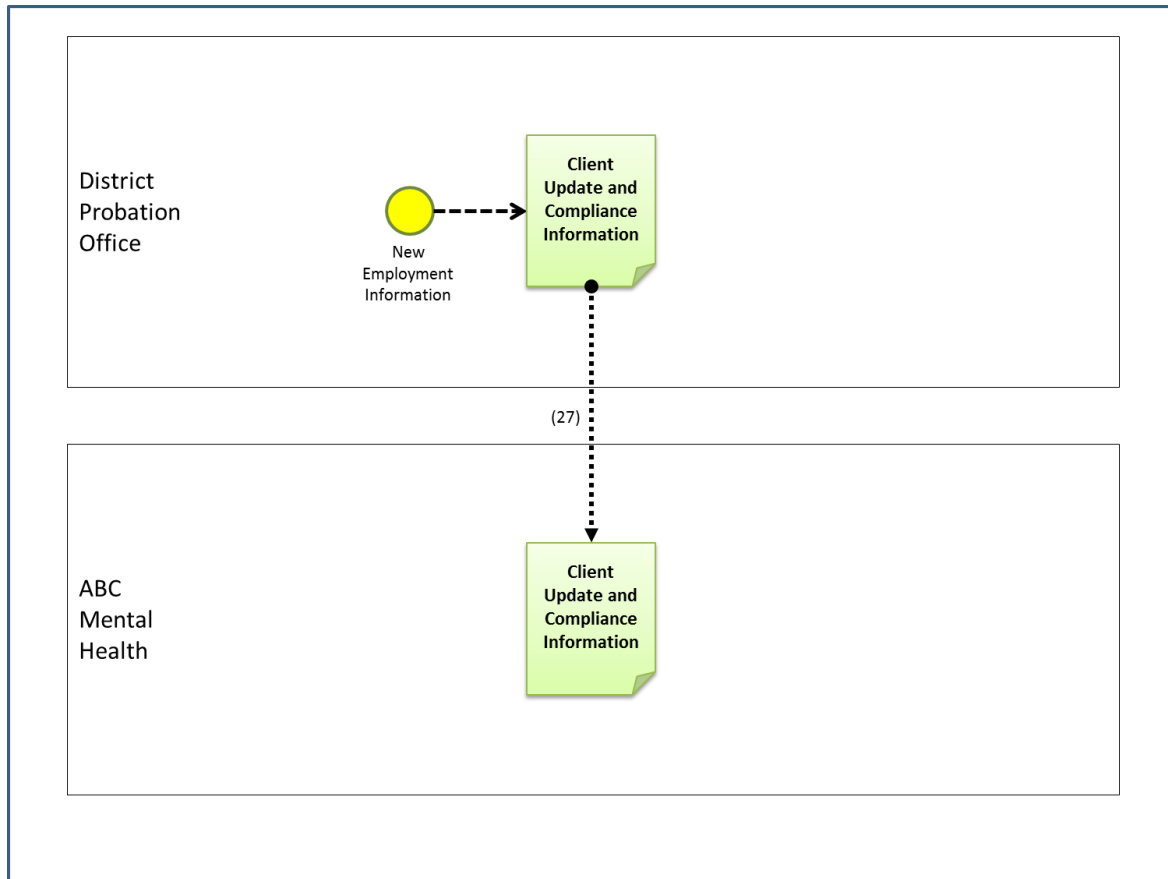 District
Probation
Office
New
Employment
Information
Client
Update and
Compliance
Information
(27)
ABC
Mental
Health
Client
Update and
Compliance
Information